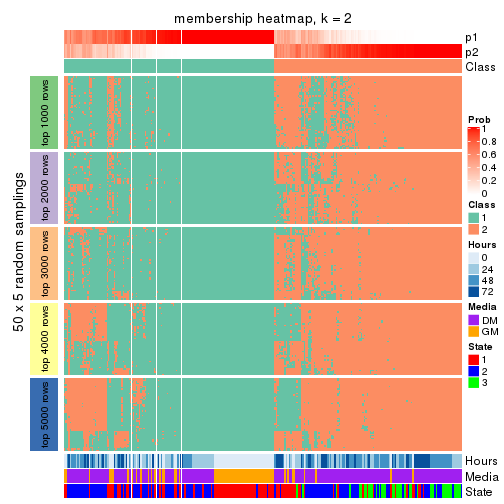 membership heatmap, k = 2
p1
p2
Class
50 x 5 random samplings
top 1000 rows
top 2000 rows
top 3000 rows
top 4000 rows
top 5000 rows
Hours
Media
State
Prob
1
0.8
0.6
0.4
0.2
0
Class
1
2
Hours
0
24
48
72
Media
DM
GM
State
1
2
3